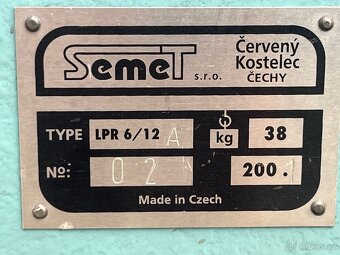 Semet s.r.o.
Červený
Kostelec
ČECHY
TYPE LPR 6/12 A kg 38
No: 02 200.1
Made in Czech